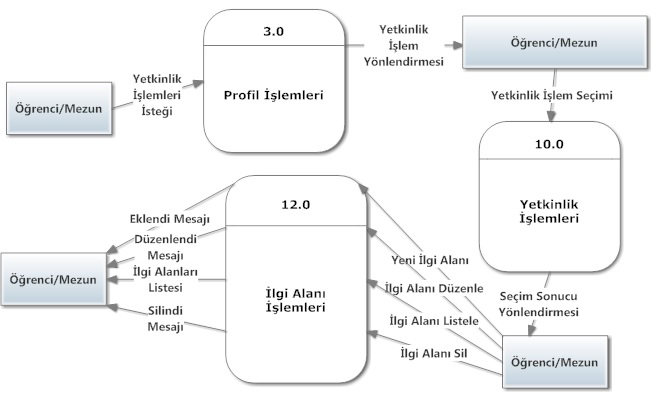 3.0
Profil İşlemleri
Yetkinlik
İşlem
Yönlendirmesi
Öğrenci/Mezun
Öğrenci/Mezun
Yetkinlik
İşlemleri
İsteği
Yetkinlik İşlem Seçimi
10.0
Yetkinlik
İşlemleri
12.0
İlgi Alanı
İşlemleri
Eklendi Mesajı
Düzenlendi
Mesajı
İlgi Alanları
Listesi
Silindi
Mesajı
Öğrenci/Mezun
Yeni İlgi Alanı
İlgi Alanı Düzenle
İlgi Alanı Listele
İlgi Alanı Sil
Seçim Sonucu
Yönlendirmesi
Öğrenci/Mezun